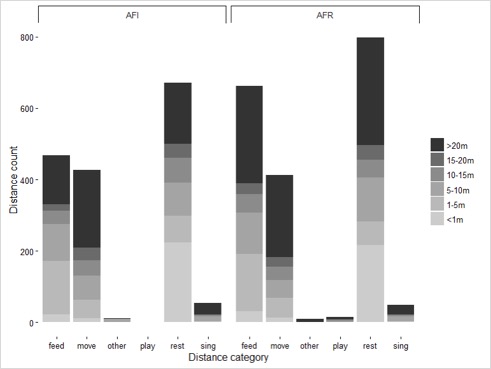 AFI AFR
Distance count
800
600
400
200
0
>20m
15-20m
10-15m
5-10m
1-5m
<1m
feed move other play rest sing feed move other play rest sing
Distance category